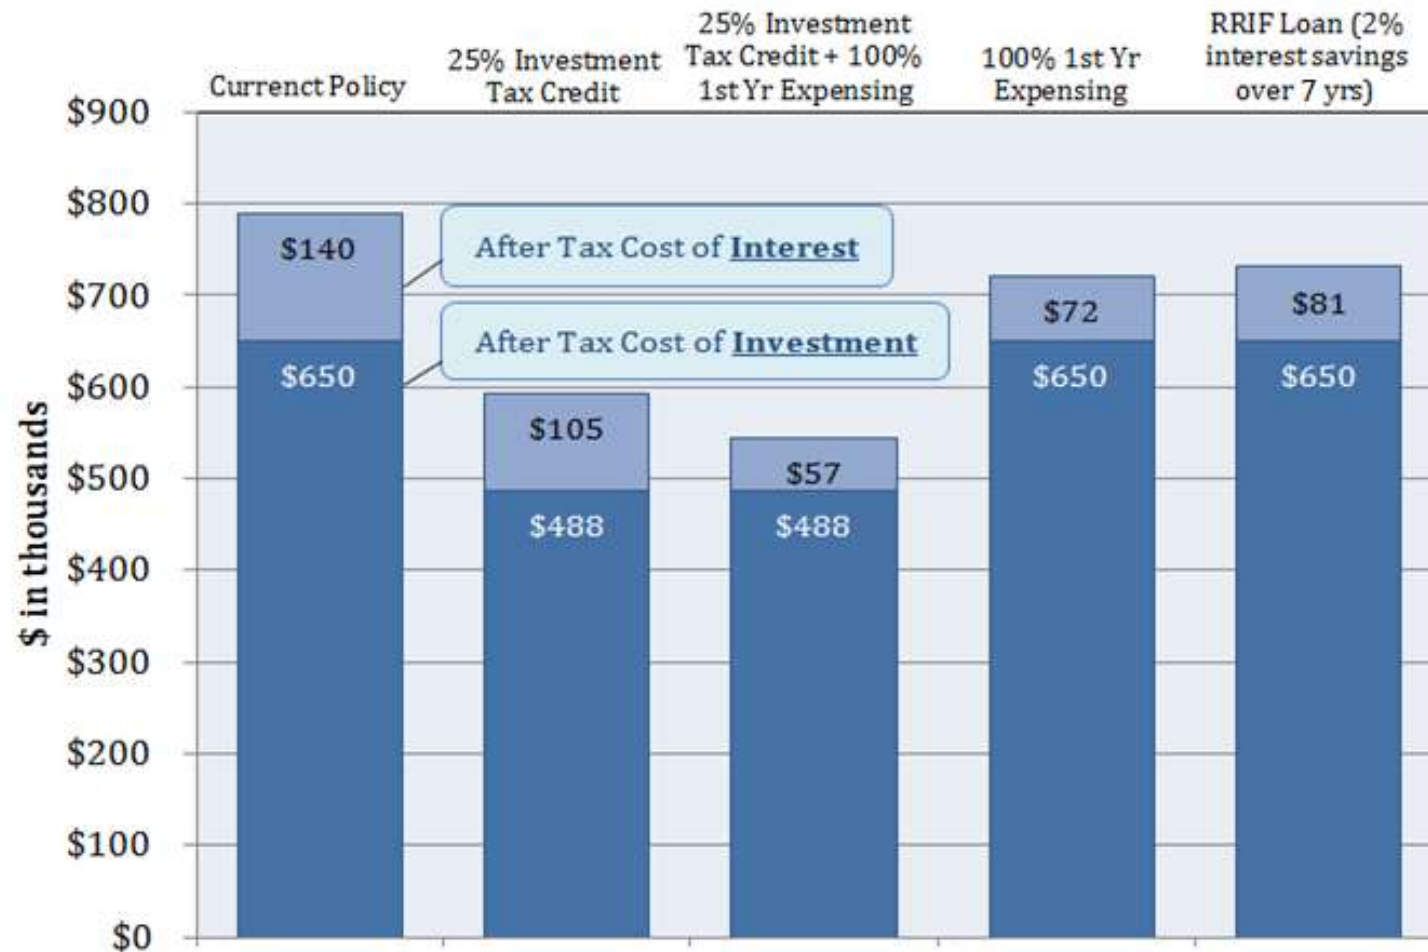 Currenct Policy
25% Investment
Tax Credit
25% Investment
Tax Credit + 100%
1st Yr Expensing
100% 1st Yr
Expensing
RRIF Loan (2%
interest savings
over 7 yrs)
$900
$800
$700
$600
$500
$400
$300
$200
$100
$0
$ in thousands
$140
$650
After Tax Cost of Interest
After Tax Cost of Investment
$105
$488
$57
$488
$72
$650
$81
$650